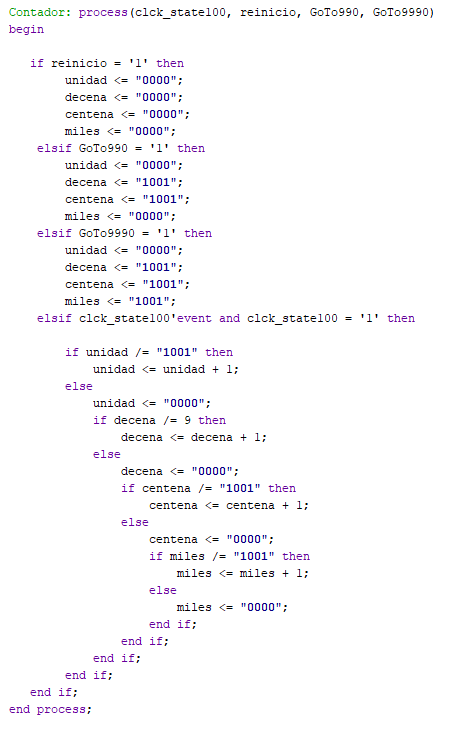 Contador: process(clck_state100, reinicio, GoTo990, GoTo9990)
begin
if reinicio = '1' then
unidad <= "0000";
decena <= "0000";
centena <= "0000";
miles <= "0000";
elsif GoTo990 = '1' then
unidad <= "0000";
decena <= "1001";
centena <= "1001";
miles <= "0000";
elsif GoTo9990 = '1' then
unidad <= "0000";
decena <= "1001";
centena <= "1001";
miles <= "1001";
elsif clck_state100'event and clck_state100 = '1' then
if unidad /= "1001" then
unidad <= unidad + 1;
else
unidad <= "0000";
if decena /= 9 then
decena <= decena + 1;
else
decena <= "0000";
if centena /= "1001" then
centena <= centena + 1;
else
centena <= "0000";
if miles /= "1001" then
miles <= miles + 1;
else
miles <= "0000";
end if;
end if;
end if;
end if;
end if;
end process;